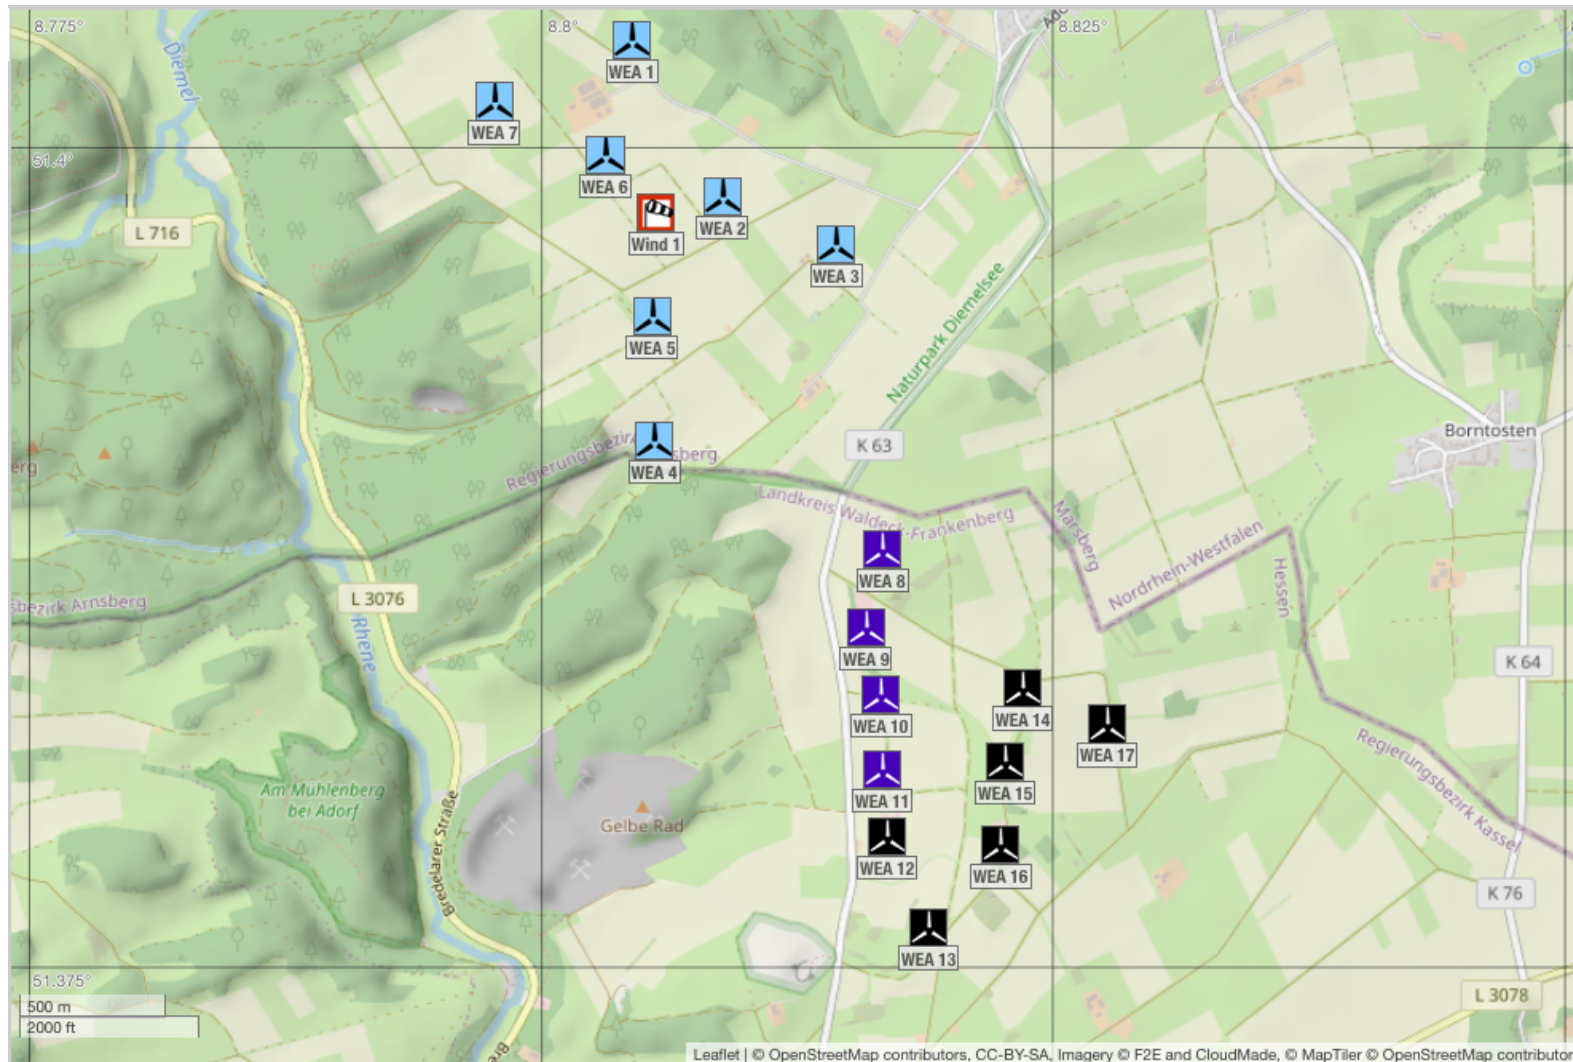 8.775°
8.8°
8.825°
Diemel
WEA 1
WEA 7
51.4°
WEA 6
WEA 2
L 716
Wind 1
WEA 3
Naturpark Diemelsee
WEA 5
K 63
Borntosten
WEA 4
Landkreis Waldeck-Frankenberg
Marsberg
Nordrhein-Westfalen
Hessen
WEA 8
L 3076
sbezirk Arnsberg
Rhene
WEA 9
K 64
WEA 14
WEA 10
WEA 17
Regierungsbezirk Kassel
Am Mühlenberg
bei Adorf
WEA 15
WEA 11
Gelbe Rad
Bredelarer Straße
WEA 12
WEA 16
K 76
WEA 13
51.375°
500 m
2000 ft
L 3078
Leaflet | © OpenStreetMap contributors, CC-BY-SA, Imagery © F2E and CloudMade, © MapTiler © OpenStreetMap contributor